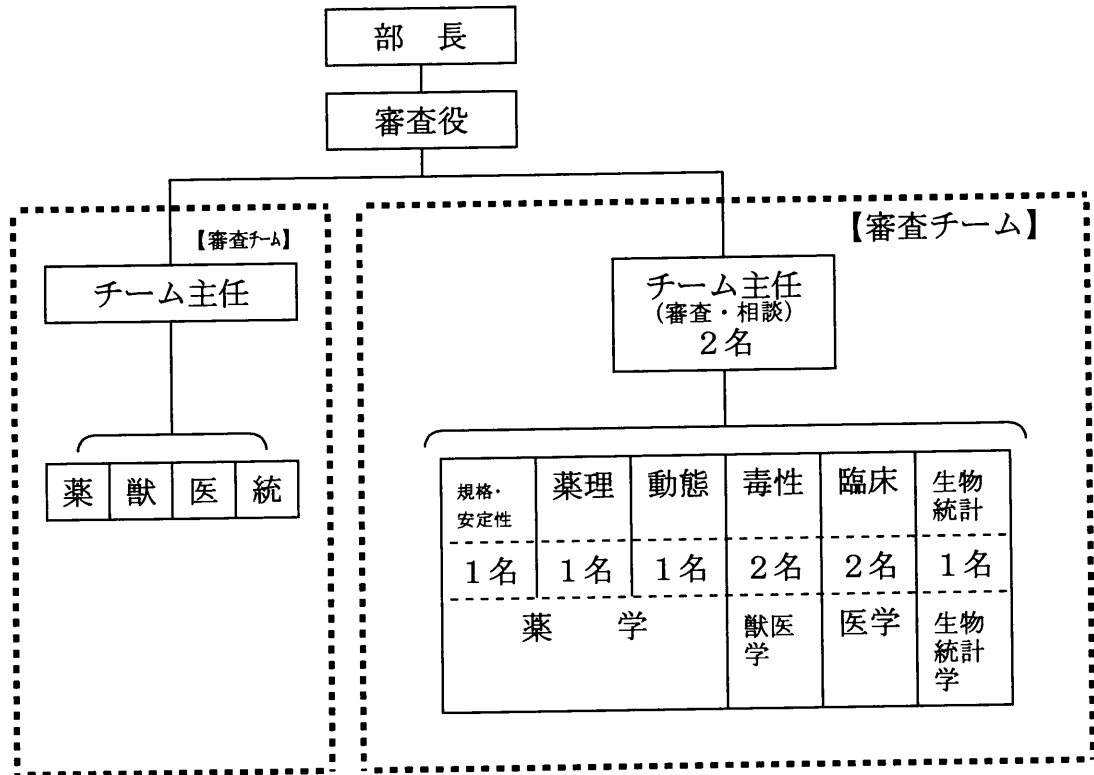 部 長
審査役
【審査チーム】
チーム主任
薬 獣 医 統
【審査チーム】
チーム主任
(審査・相談)
2名
規格・安定性 薬理 動態 毒性 臨床 生物統計
1名 1名 1名 2名 2名 1名
薬 学 獣医学 医学 生物統計学